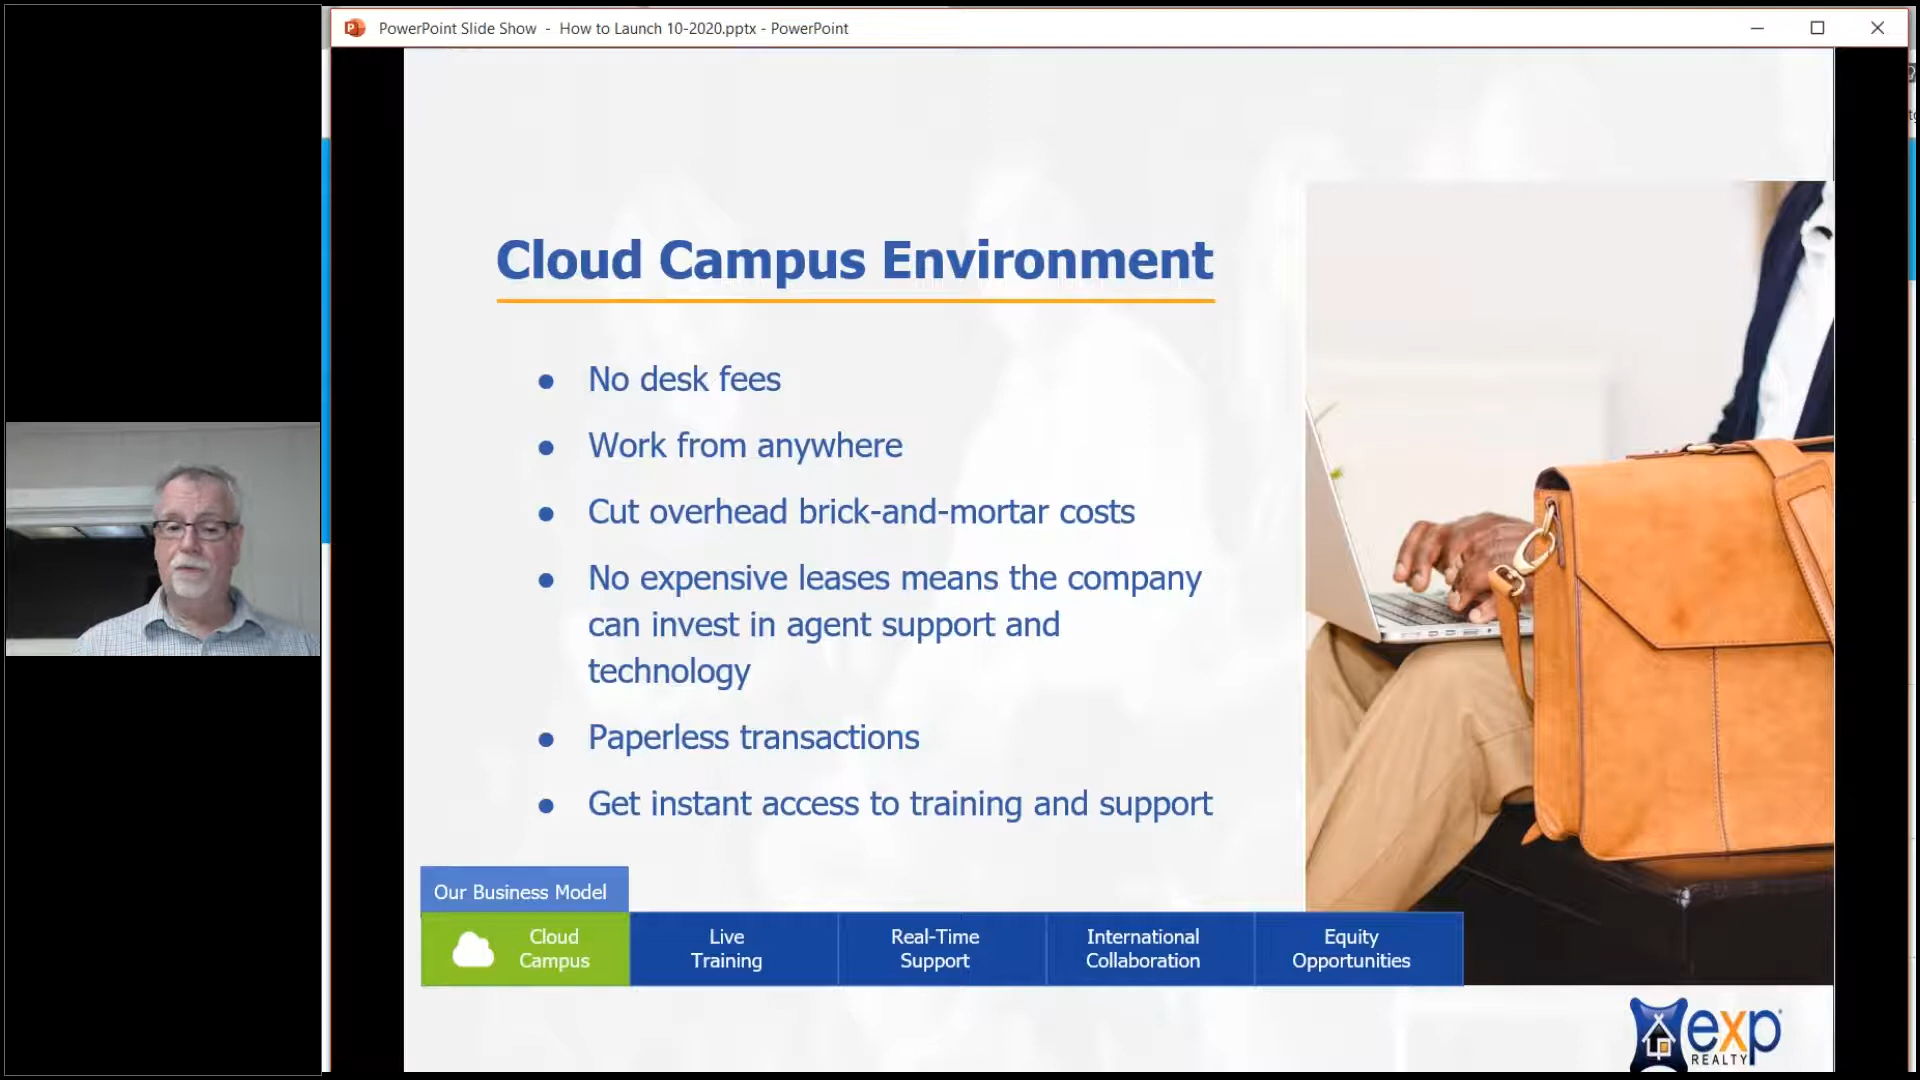 PowerPoint Slide Show - How to Launch 10-2020.pptx - PowerPoint
Cloud Campus Environment
● No desk fees
● Work from anywhere
● Cut overhead brick-and-mortar costs
● No expensive leases means the company
can invest in agent support and
technology
● Paperless transactions
● Get instant access to training and support
Our Business Model
Cloud
Campus
Live
Training
Real-Time
Support
International
Collaboration
Equity
Opportunities
exp
REALTY